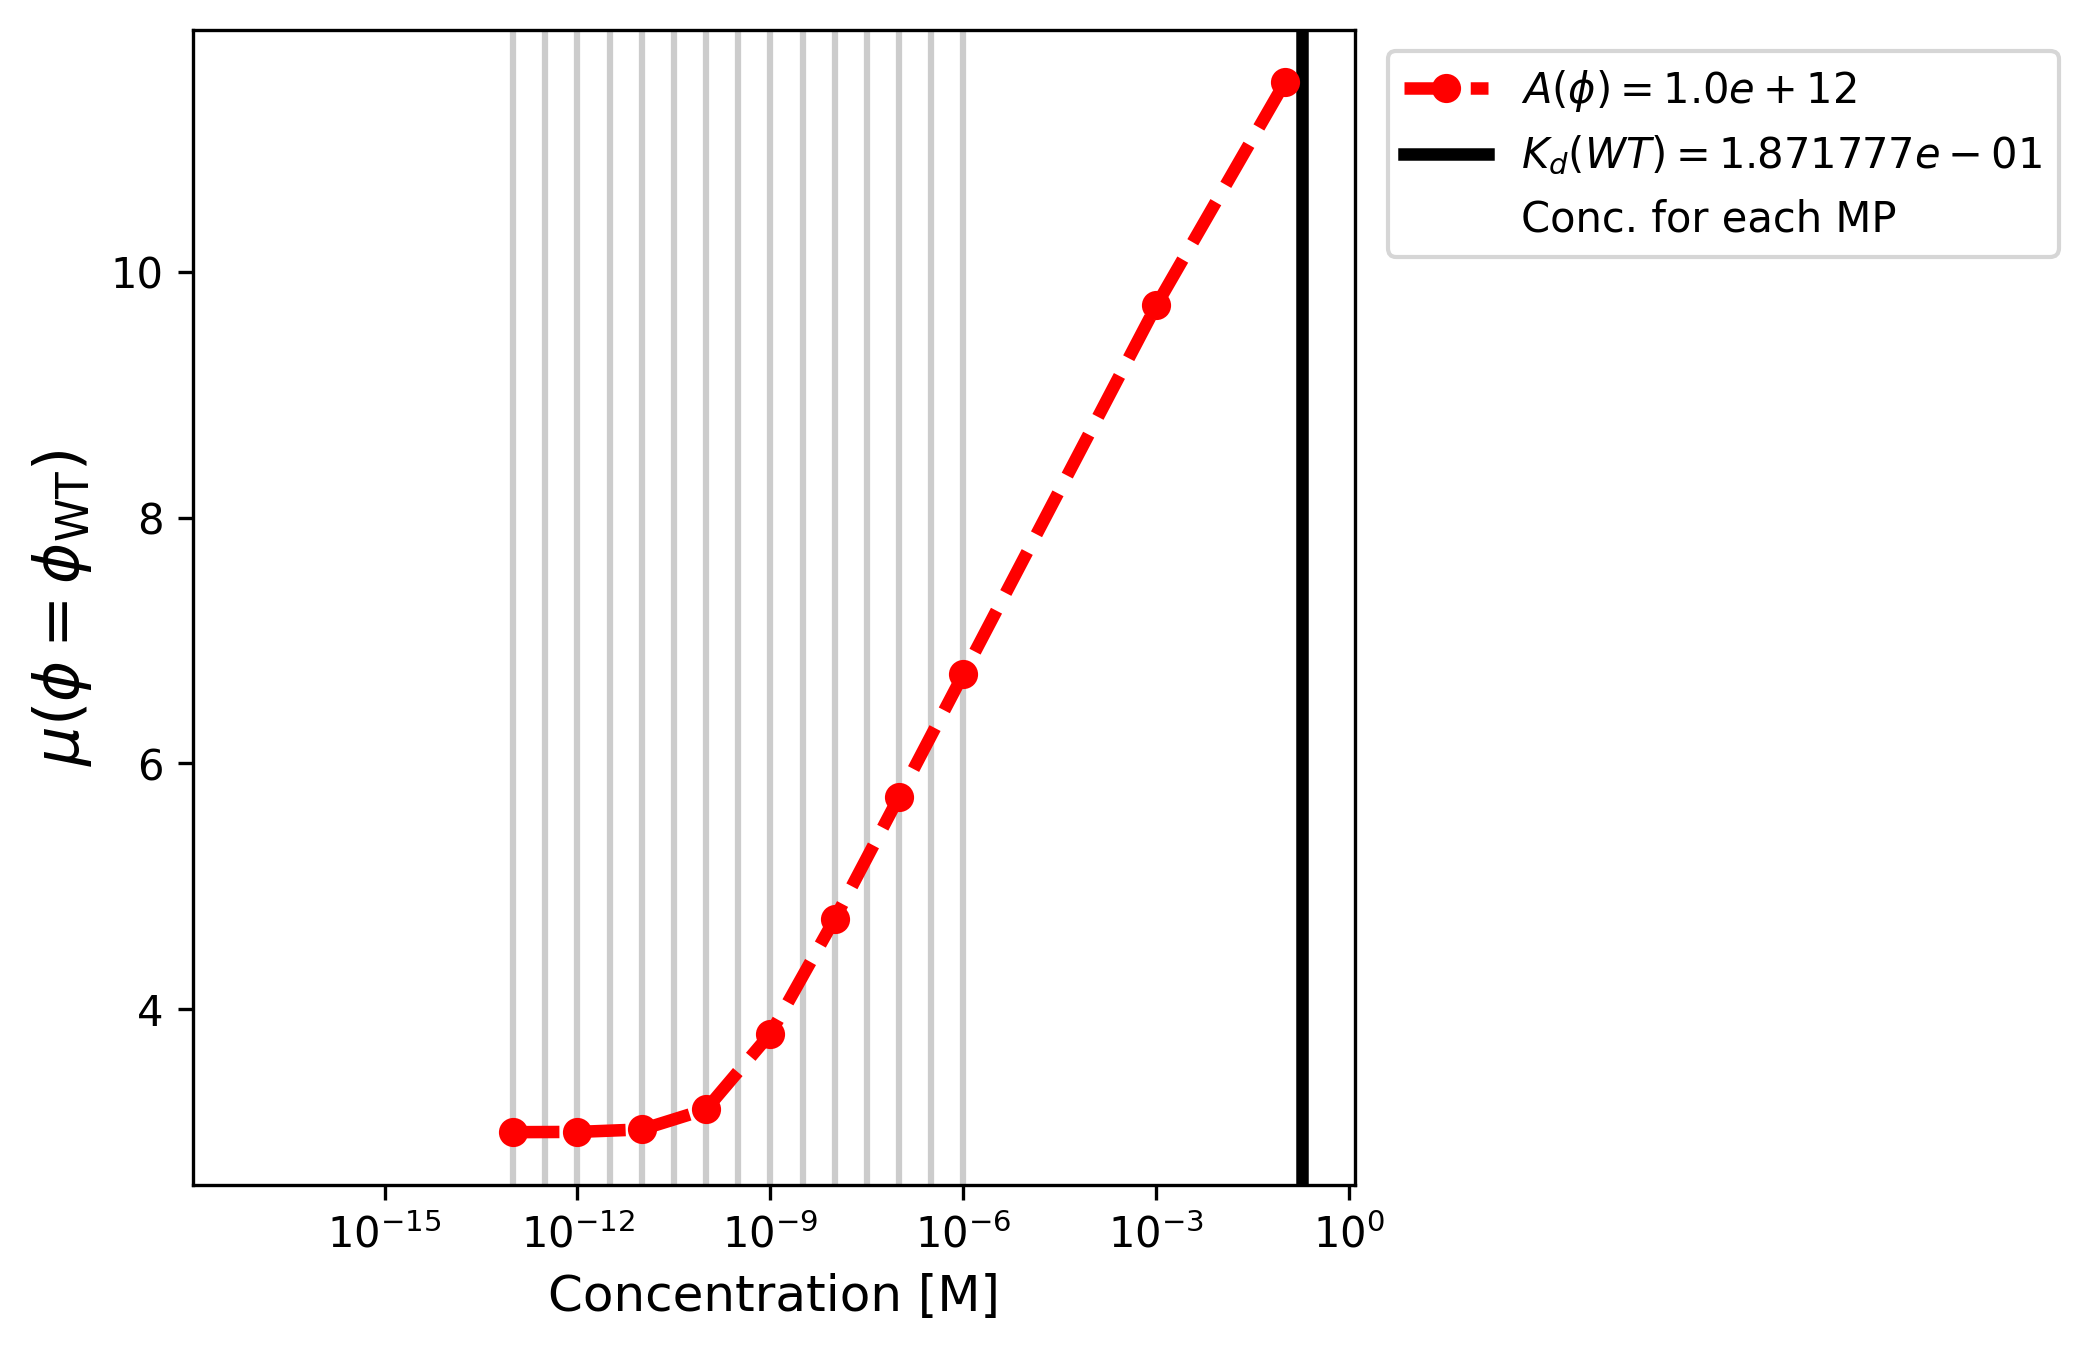 A(ϕ) = 1.0e + 12
K_d(WT) = 1.871777e − 01
Conc. for each MP
10
8
6
4
μ(ϕ = ϕ_WT)
10^−15 10^−12 10^−9 10^−6 10^−3 10^0
Concentration [M]